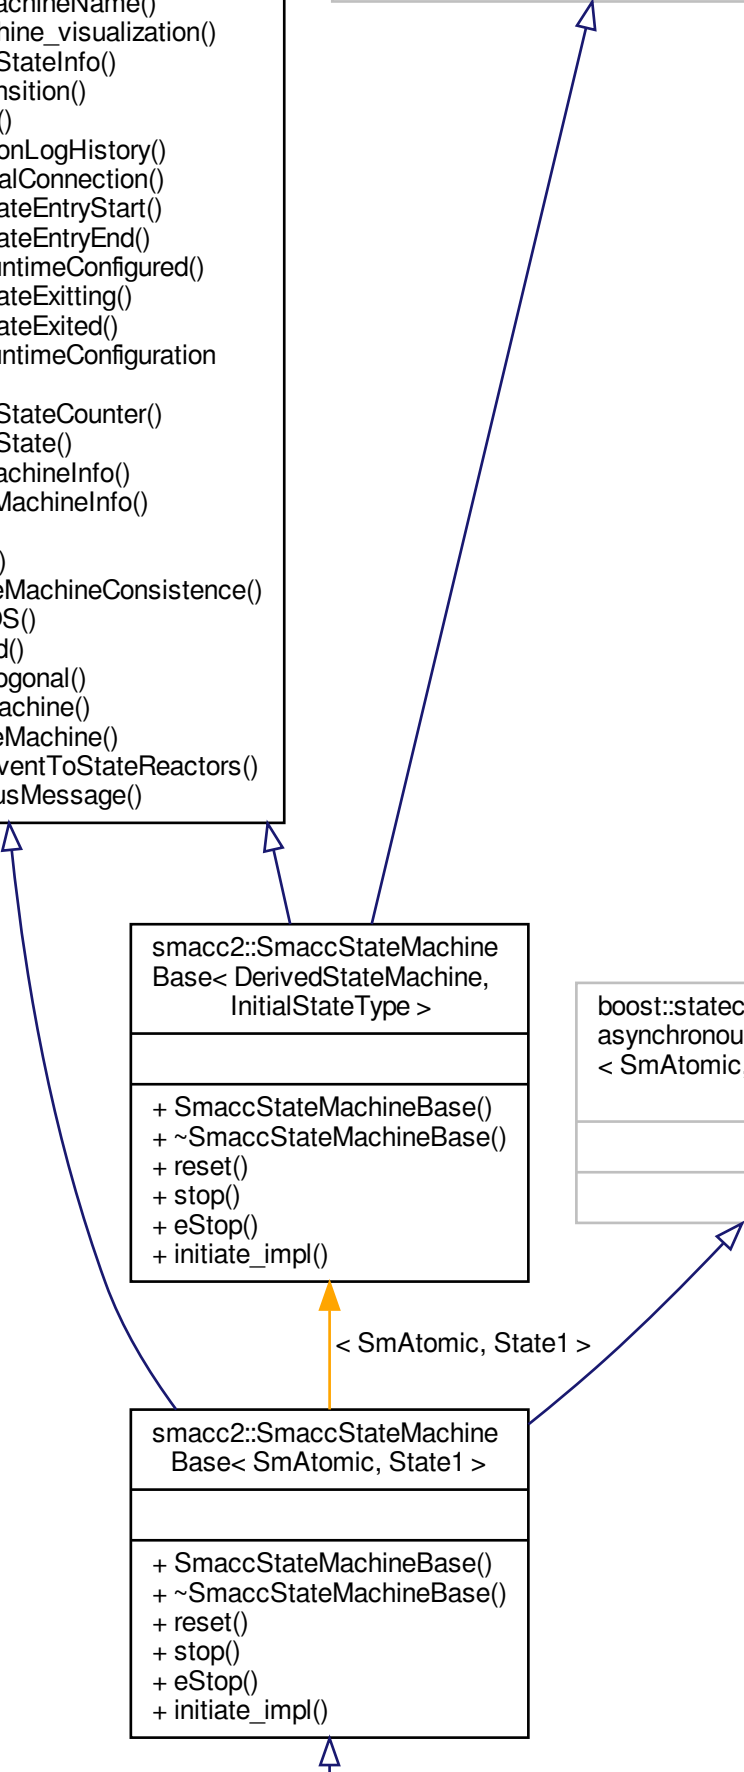 achineName()
hine_visualization()
StateInfo()
nsition()
()
onLogHistory()
alConnection()
ateEntryStart()
ateEntryEnd()
untimeConfigured()
ateExitting()
ateExited()
untimeConfiguration
StateCounter()
State()
achineInfo()
MachineInfo()
)
eMachineConsistence()
OS()
d()
ogonal()
achine()
eMachine()
ventToStateReactors()
usMessage()
smacc2::SmaccStateMachine
Base< DerivedStateMachine,
InitialStateType >
+ SmaccStateMachineBase()
+ ~SmaccStateMachineBase()
+ reset()
+ stop()
+ eStop()
+ initiate_impl()
boost::statec
asynchronou
< SmAtomic,
< SmAtomic, State1 >
smacc2::SmaccStateMachine
Base< SmAtomic, State1 >
+ SmaccStateMachineBase()
+ ~SmaccStateMachineBase()
+ reset()
+ stop()
+ eStop()
+ initiate_impl()